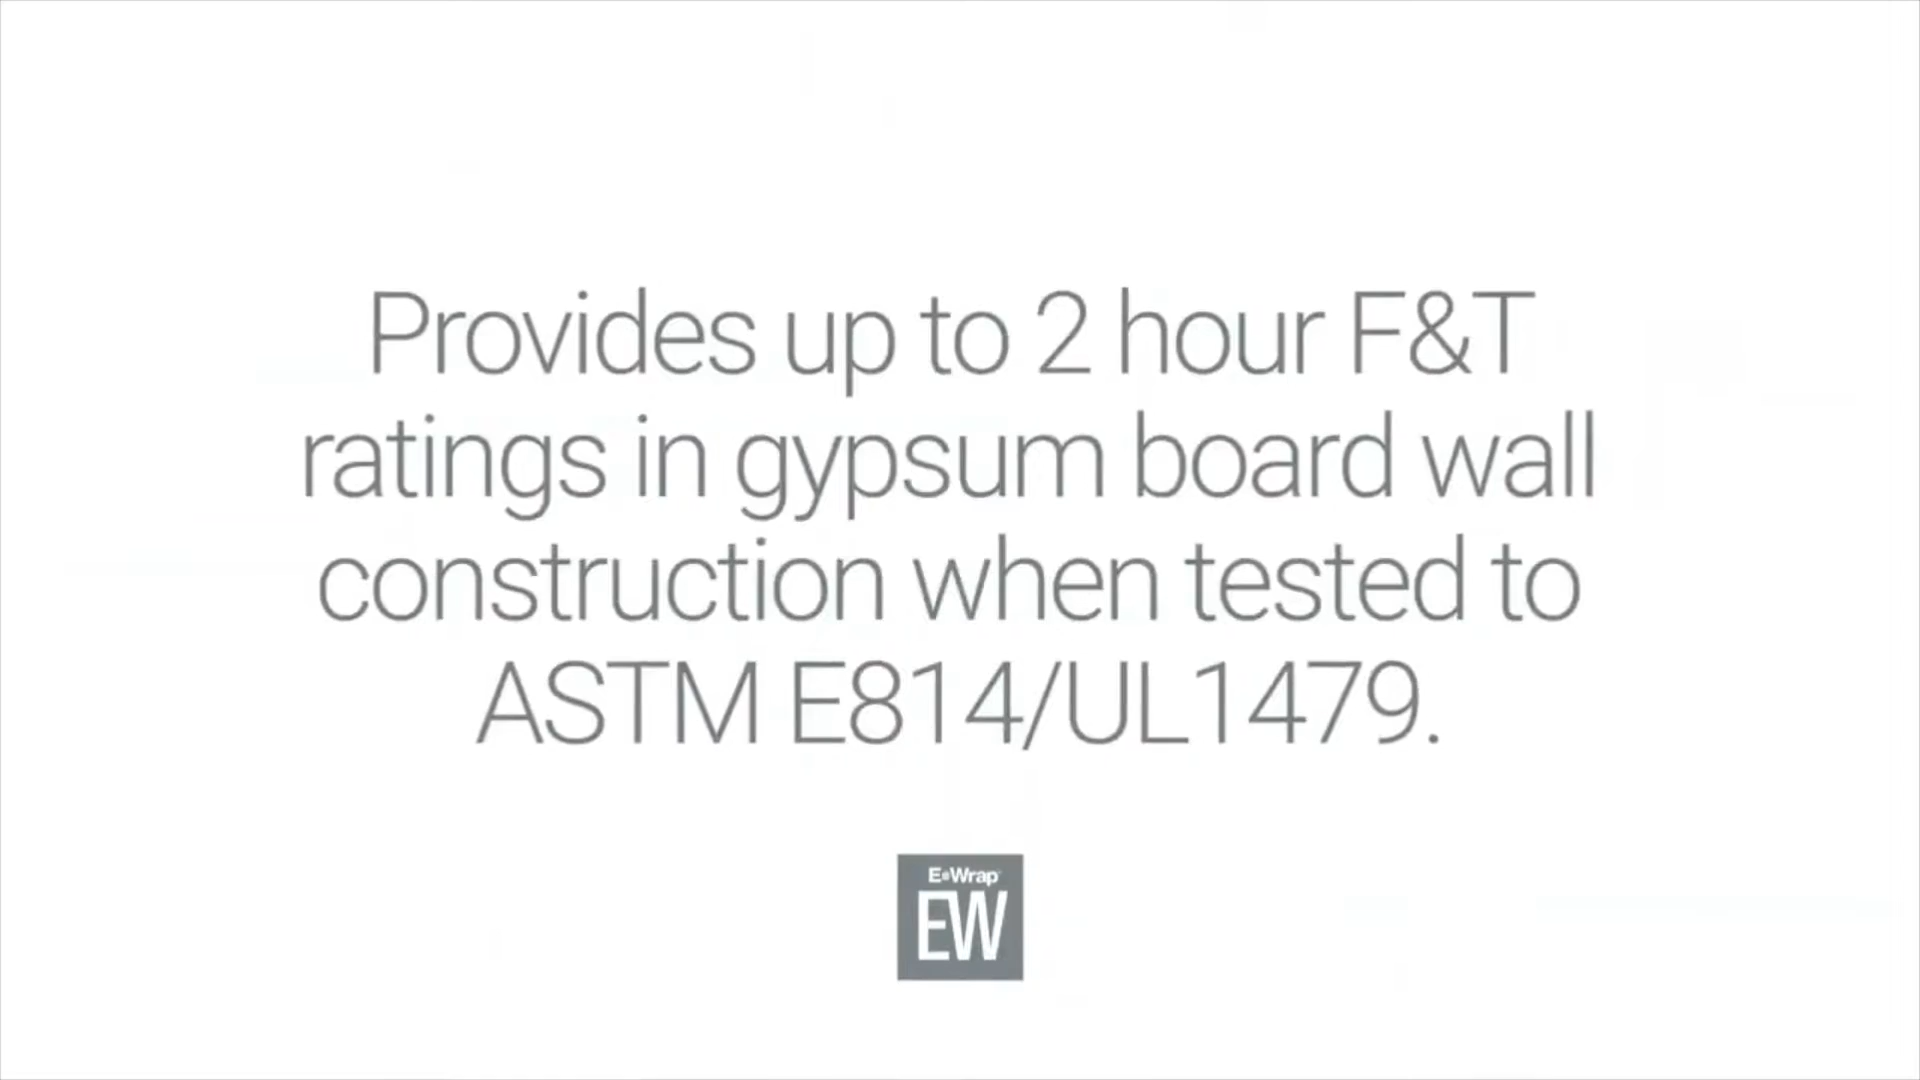 Provides up to 2 hour F&T
ratings in gypsum board wall
construction when tested to
ASTM E814/UL1479.
E•Wrap
EW